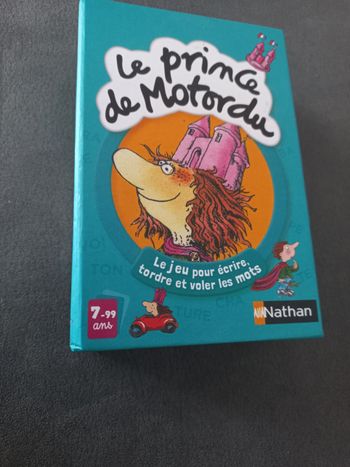 Le prince
de Motordu
Le jeu pour écrire,
tordre et voler les mots
7-99
ans
Nathan